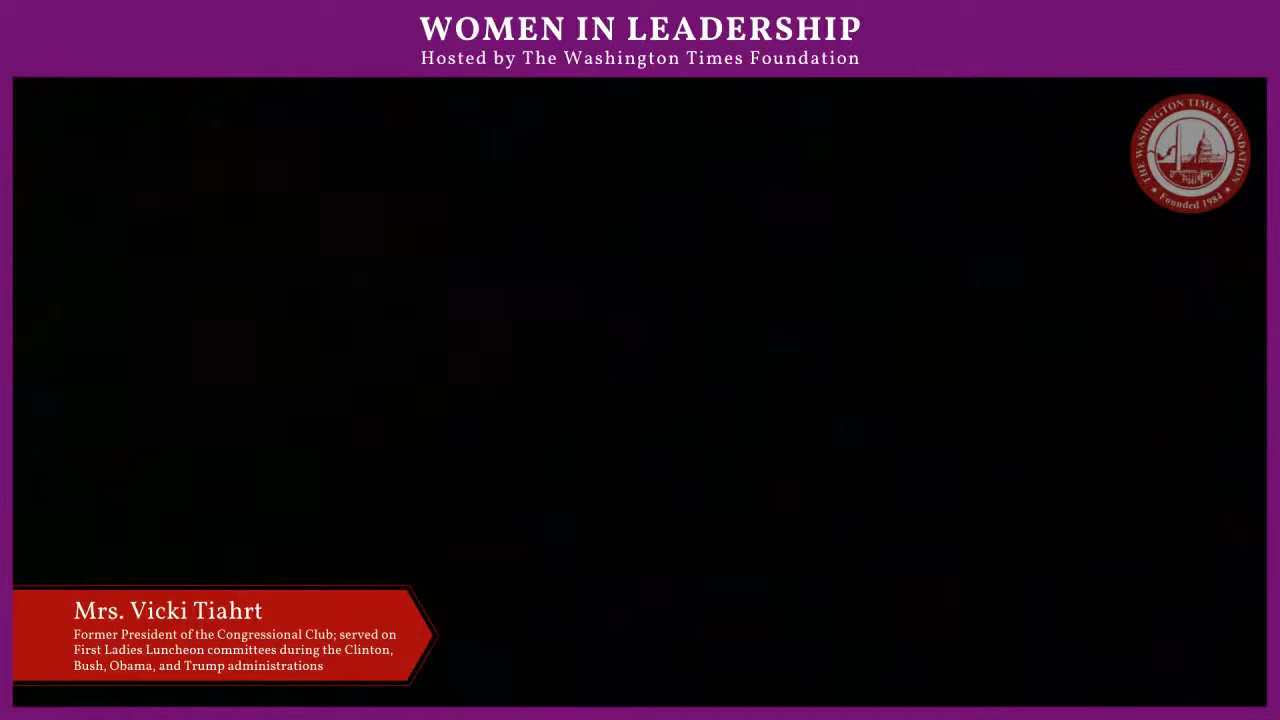 WOMEN IN LEADERSHIP
Hosted by The Washington Times Foundation
THE WASHINGTON TIMES FOUNDATION
★ Founded 1984 ★
Mrs. Vicki Tiahrt
Former President of the Congressional Club; served on
First Ladies Luncheon committees during the Clinton,
Bush, Obama, and Trump administrations